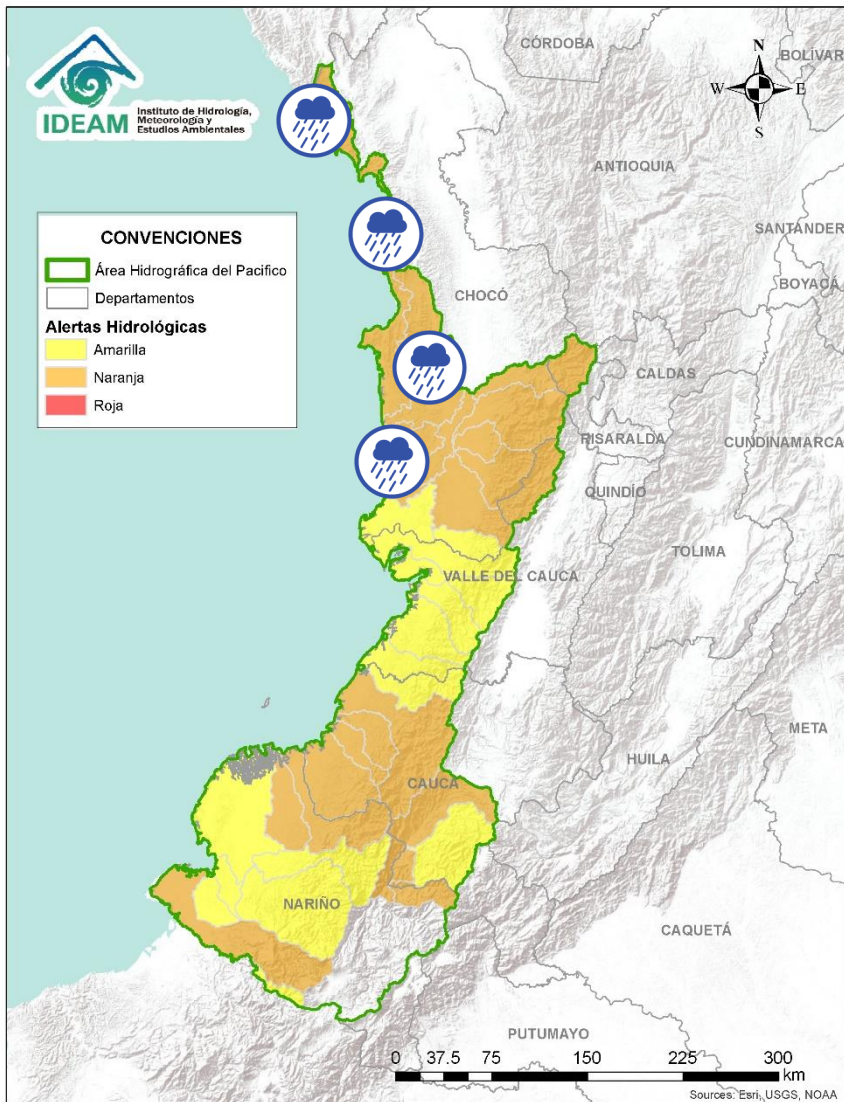 CÓRDOBA
BOLÍVAR
N
W E
S
IDEAM
Instituto de Hidrología,
Meteorología y
Estudios Ambientales
ANTIOQUIA
CONVENCIONES
Área Hidrográfica del Pacifico
Departamentos
Alertas Hidrológicas
Amarilla
Naranja
Roja
SANTANDER
BOYACÁ
CHOCÓ
CALDAS
RISARALDA
CUNDINAMARCA
QUINDÍO
TOLIMA
VALLE DEL CAUCA
META
HUILA
CAUCA
NARIÑO
CAQUETÁ
PUTUMAYO
0 37.5 75 150 225 300
km
Sources: Esri, USGS, NOAA